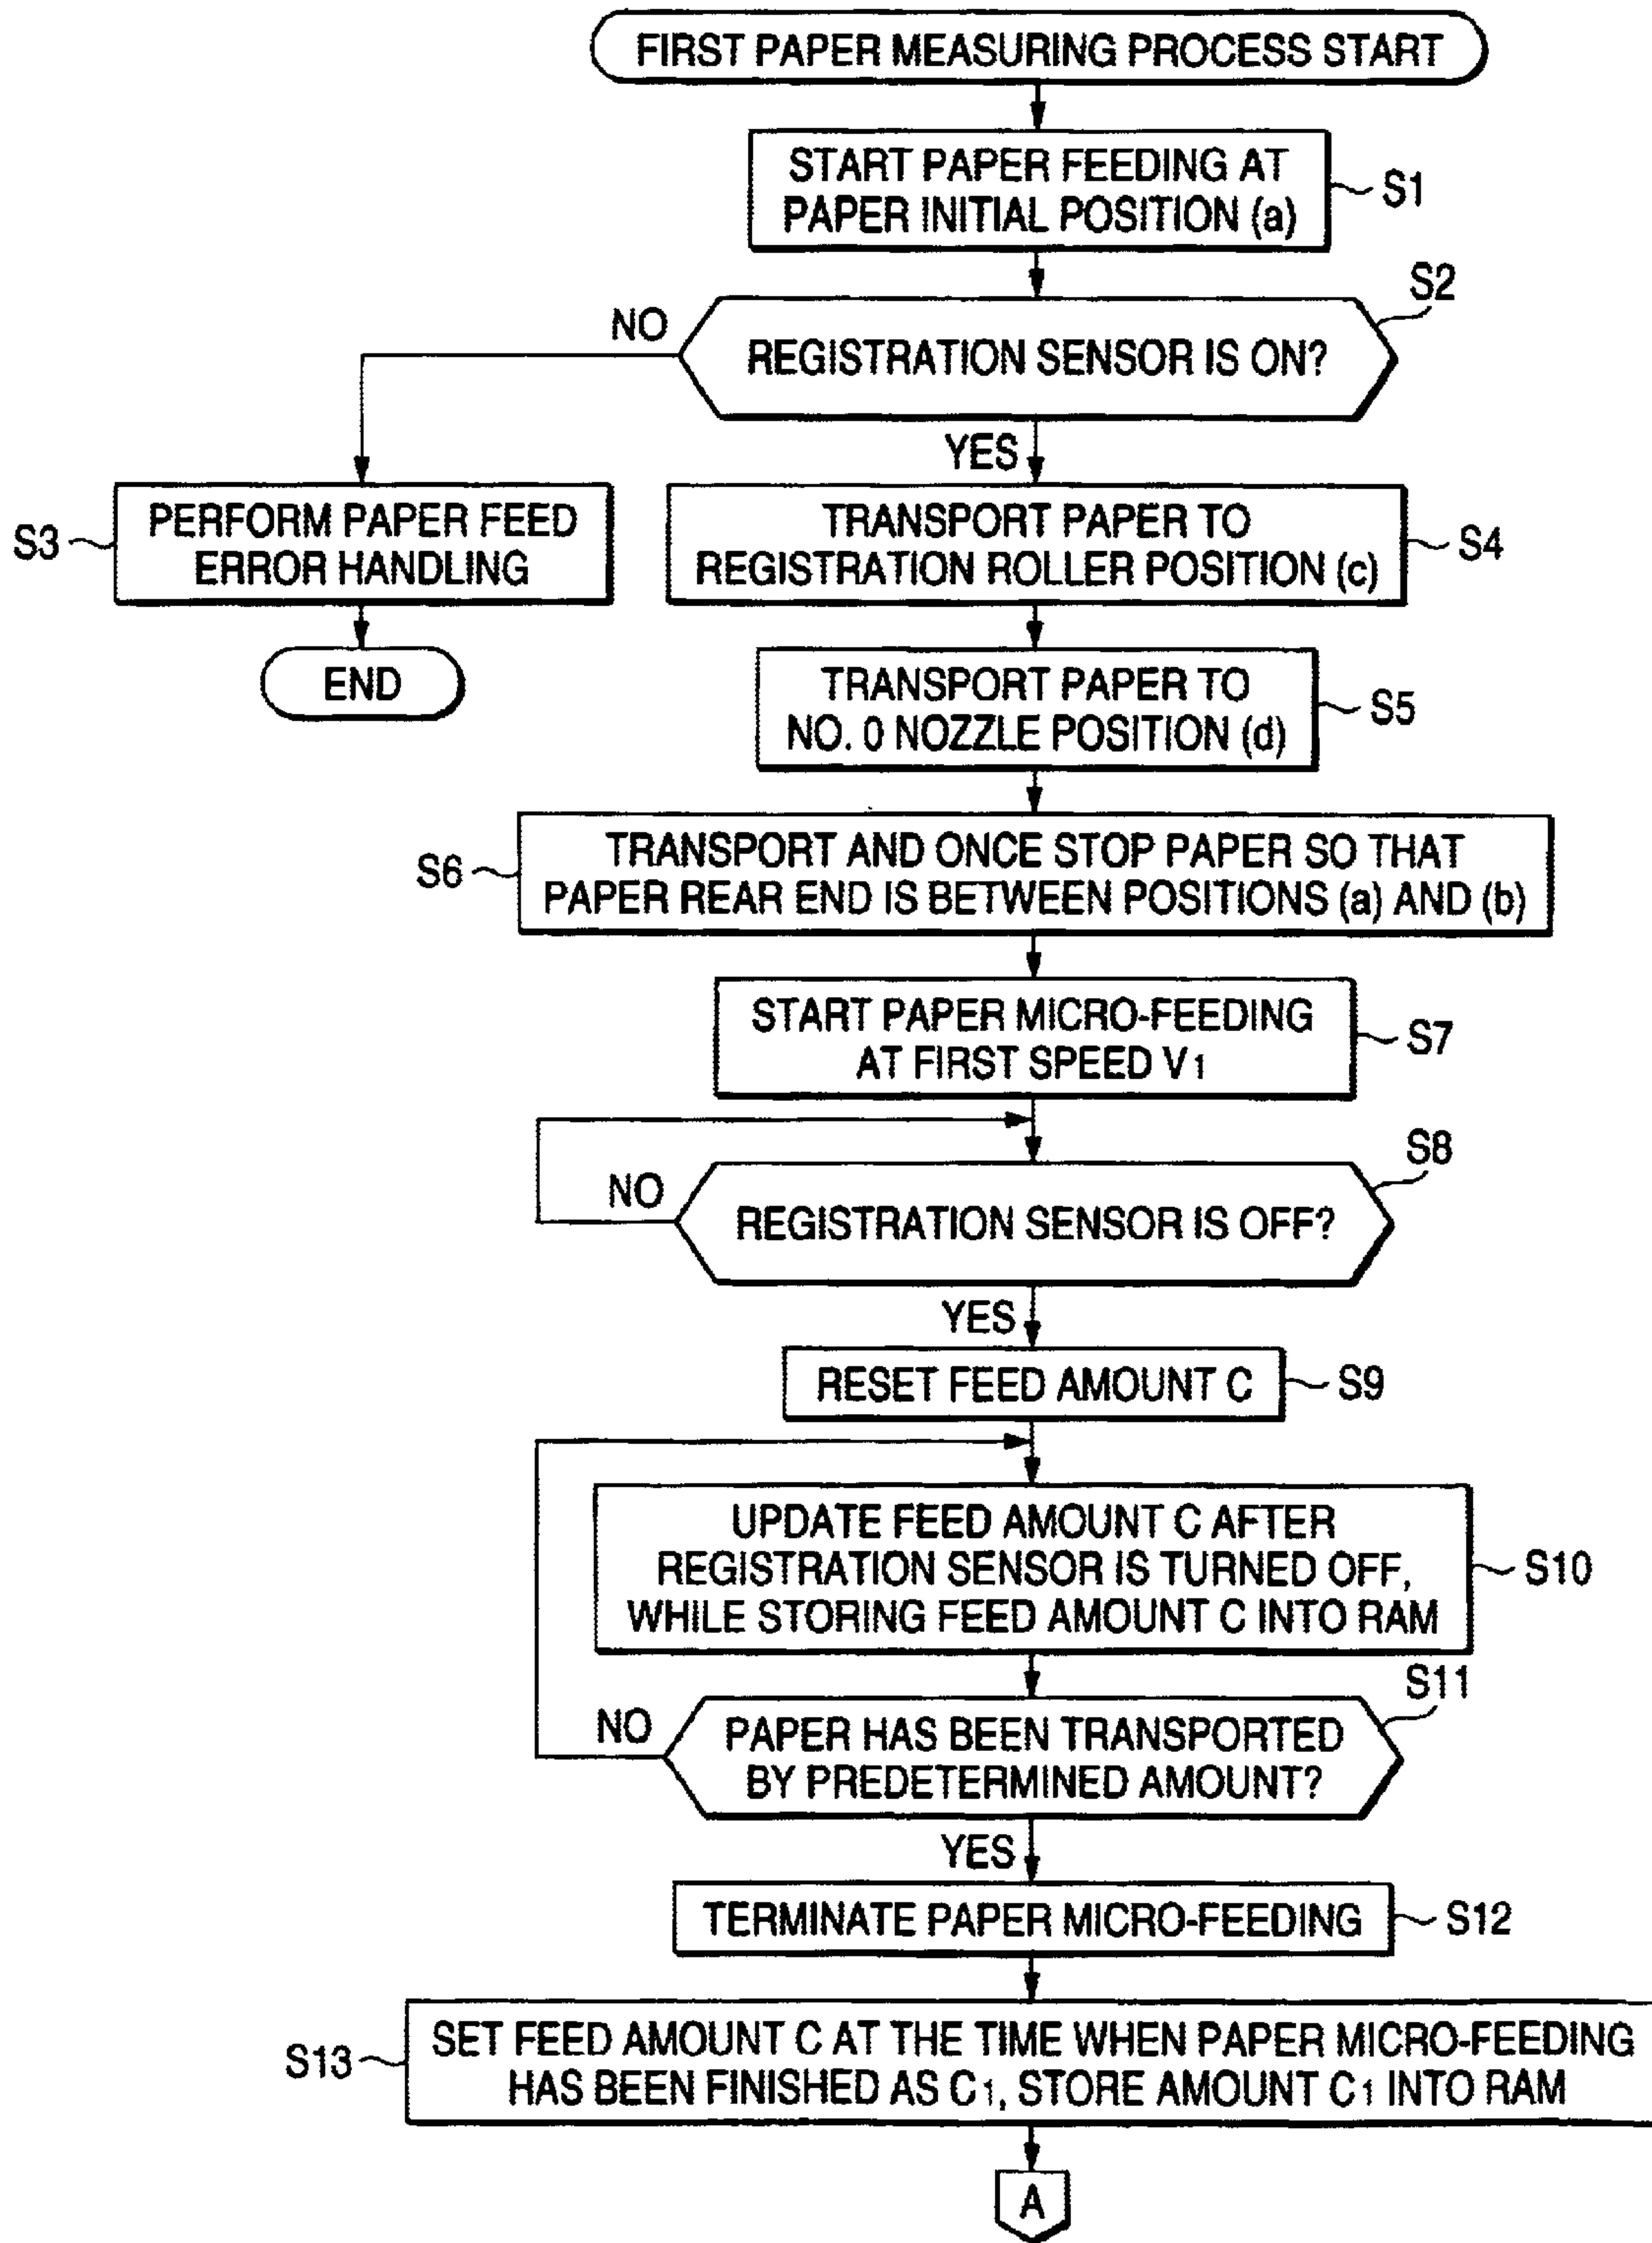 FIRST PAPER MEASURING PROCESS START
START PAPER FEEDING AT
PAPER INITIAL POSITION (a)
S1
S2
NO
REGISTRATION SENSOR IS ON?
YES
S3
PERFORM PAPER FEED
ERROR HANDLING
TRANSPORT PAPER TO
REGISTRATION ROLLER POSITION (c)
S4
END
TRANSPORT PAPER TO
NO. 0 NOZZLE POSITION (d)
S5
S6
TRANSPORT AND ONCE STOP PAPER SO THAT
PAPER REAR END IS BETWEEN POSITIONS (a) AND (b)
START PAPER MICRO-FEEDING
AT FIRST SPEED V1
S7
S8
NO
REGISTRATION SENSOR IS OFF?
YES
RESET FEED AMOUNT C
S9
UPDATE FEED AMOUNT C AFTER
REGISTRATION SENSOR IS TURNED OFF,
WHILE STORING FEED AMOUNT C INTO RAM
S10
S11
NO
PAPER HAS BEEN TRANSPORTED
BY PREDETERMINED AMOUNT?
YES
TERMINATE PAPER MICRO-FEEDING
S12
S13
SET FEED AMOUNT C AT THE TIME WHEN PAPER MICRO-FEEDING
HAS BEEN FINISHED AS C1, STORE AMOUNT C1 INTO RAM
A